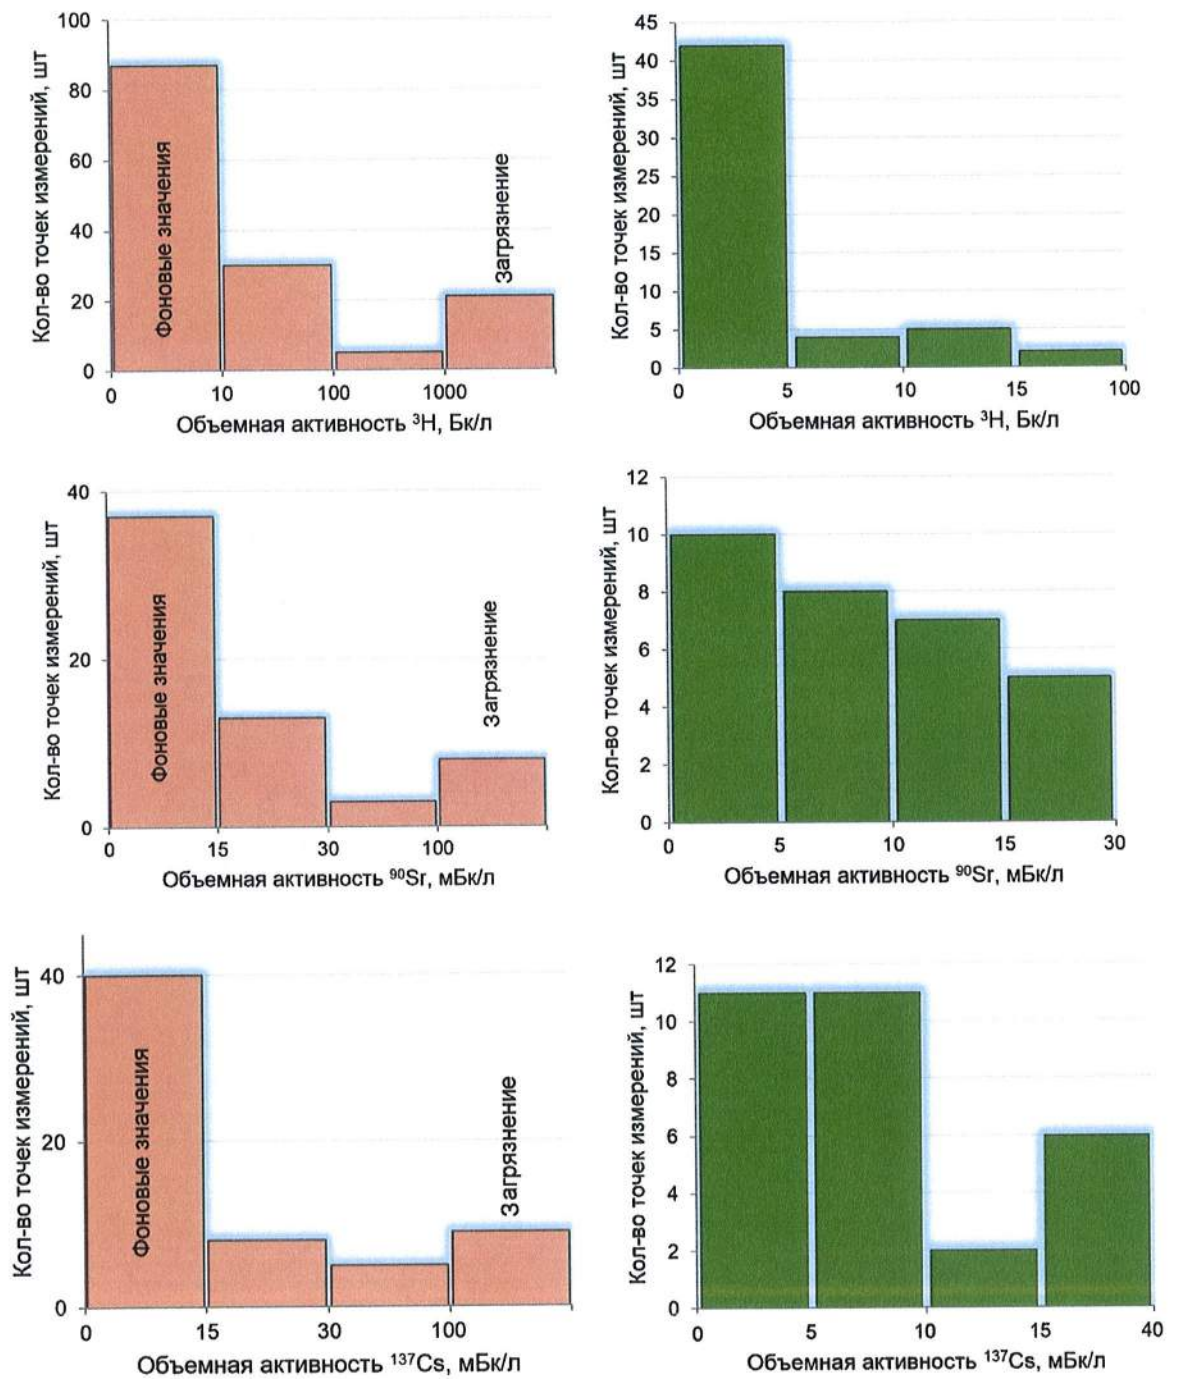 Кол-во точек измерений, шт
100
80
60
40
20
0
Фоновые значения
Загрязнение
0 10 100 1000
Объемная активность ³H, Бк/л
Кол-во точек измерений, шт
45
40
35
30
25
20
15
10
5
0
0 5 10 15 100
Объемная активность ³H, Бк/л
Кол-во точек измерений, шт
40
20
0
Фоновые значения
Загрязнение
0 15 30 100
Объемная активность ⁹⁰Sr, мБк/л
Кол-во точек измерений, шт
12
10
8
6
4
2
0
0 5 10 15 30
Объемная активность ⁹⁰Sr, мБк/л
Кол-во точек измерений, шт
40
20
0
Фоновые значения
Загрязнение
0 15 30 100
Объемная активность ¹³⁷Cs, мБк/л
Кол-во точек измерений, шт
12
10
8
6
4
2
0
0 5 10 15 40
Объемная активность ¹³⁷Cs, мБк/л